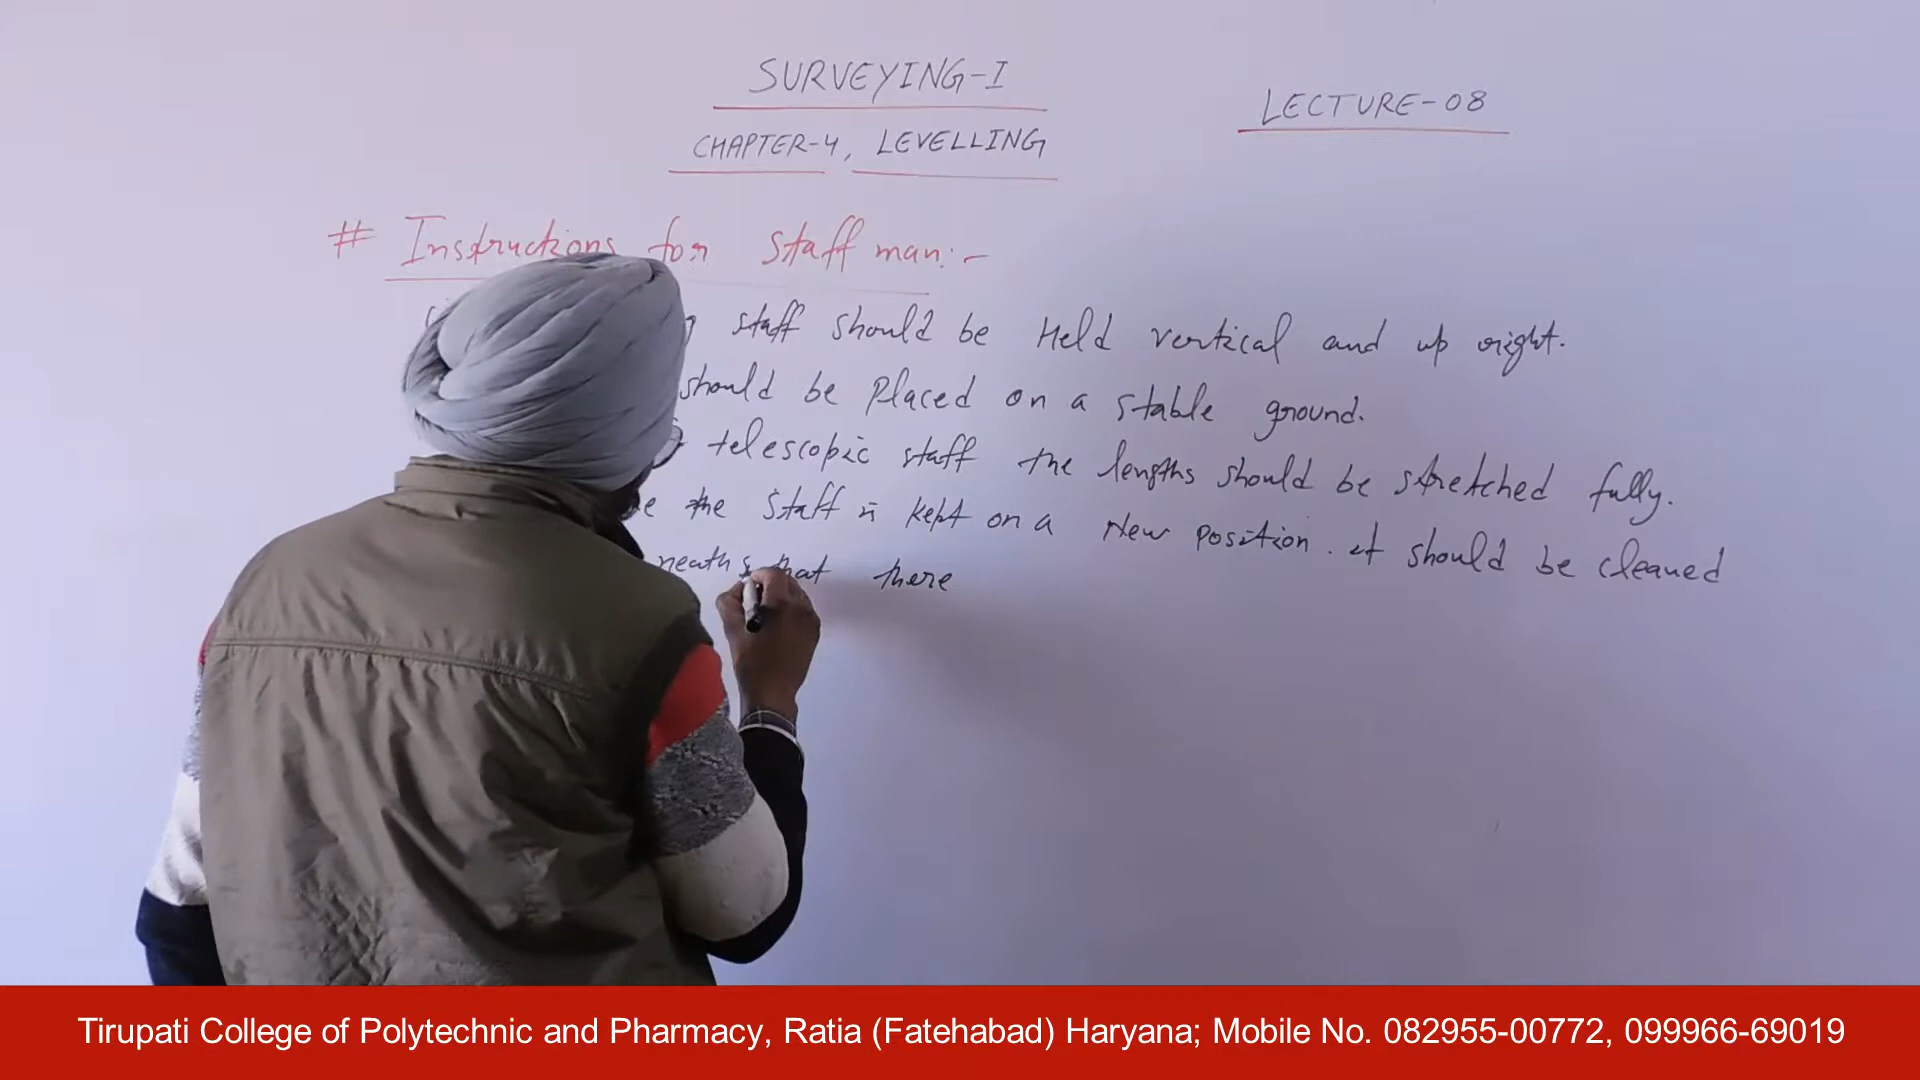 SURVEYING-I
LECTURE-08
CHAPTER-4, LEVELLING
# Instructions for Staff man:-
staff should be Held vertical and up right.
should be Placed on a stable ground.
telescopic staff the lengths should be stretched fully.
the Staff is kept on a New position. it should be cleaned
neath that there
Tirupati College of Polytechnic and Pharmacy, Ratia (Fatehabad) Haryana; Mobile No. 082955-00772, 099966-69019